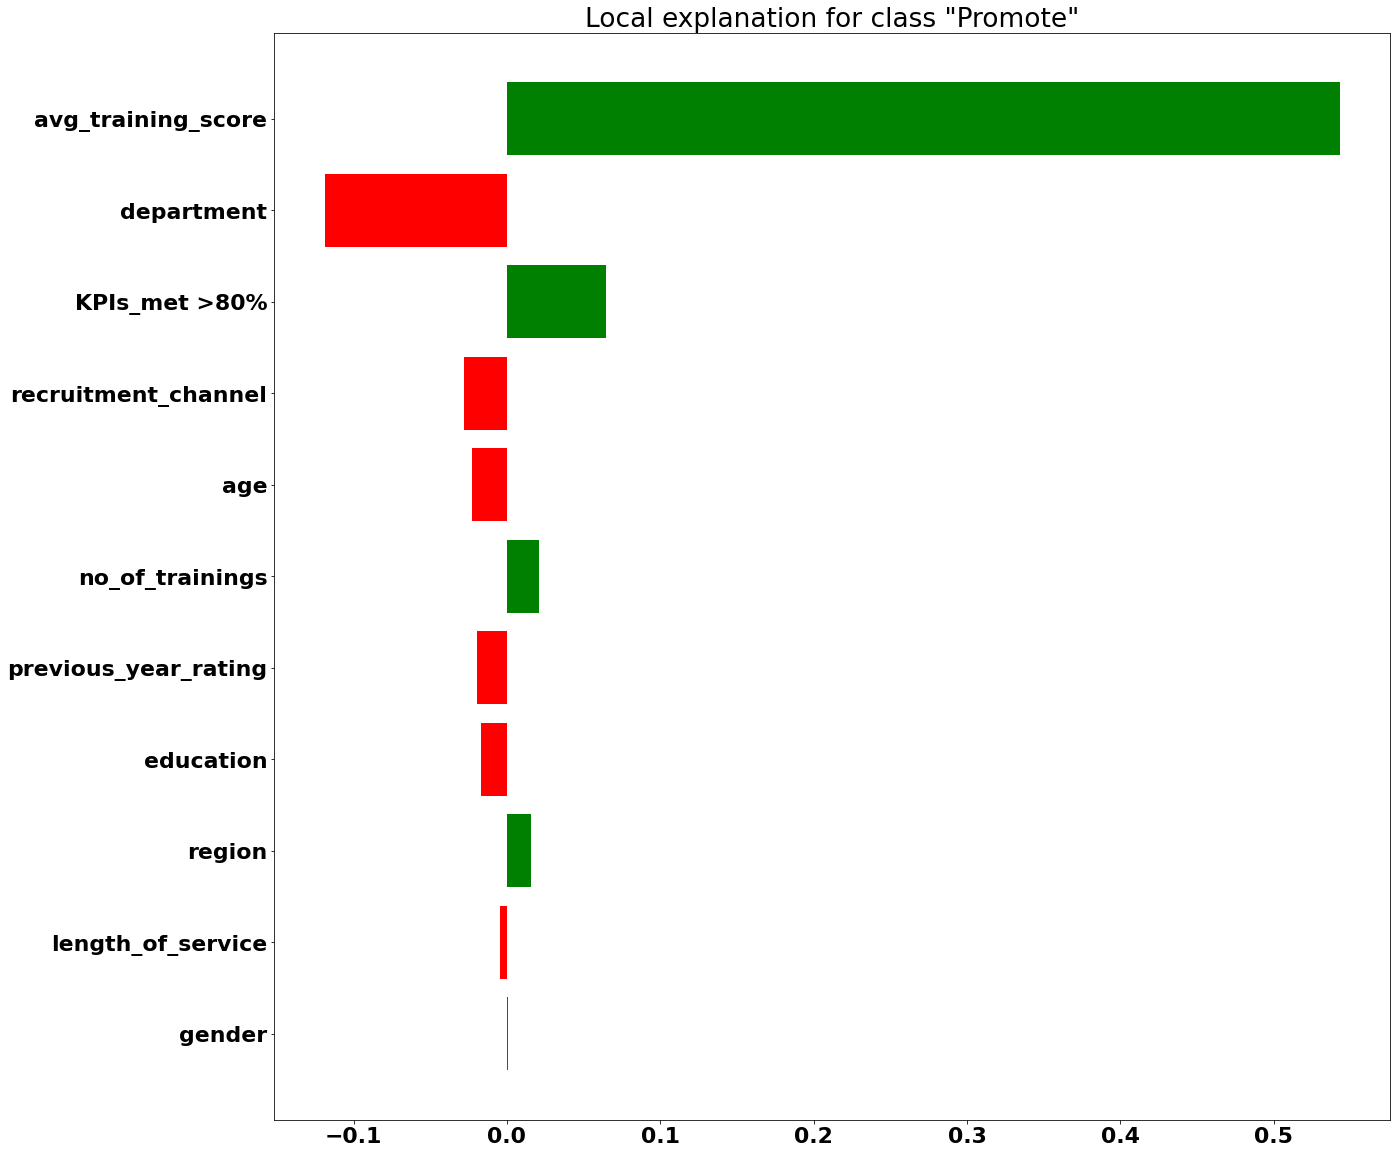 Local explanation for class "Promote"
avg_training_score
department
KPIs_met >80%
recruitment_channel
age
no_of_trainings
previous_year_rating
education
region
length_of_service
gender
−0.1 0.0 0.1 0.2 0.3 0.4 0.5